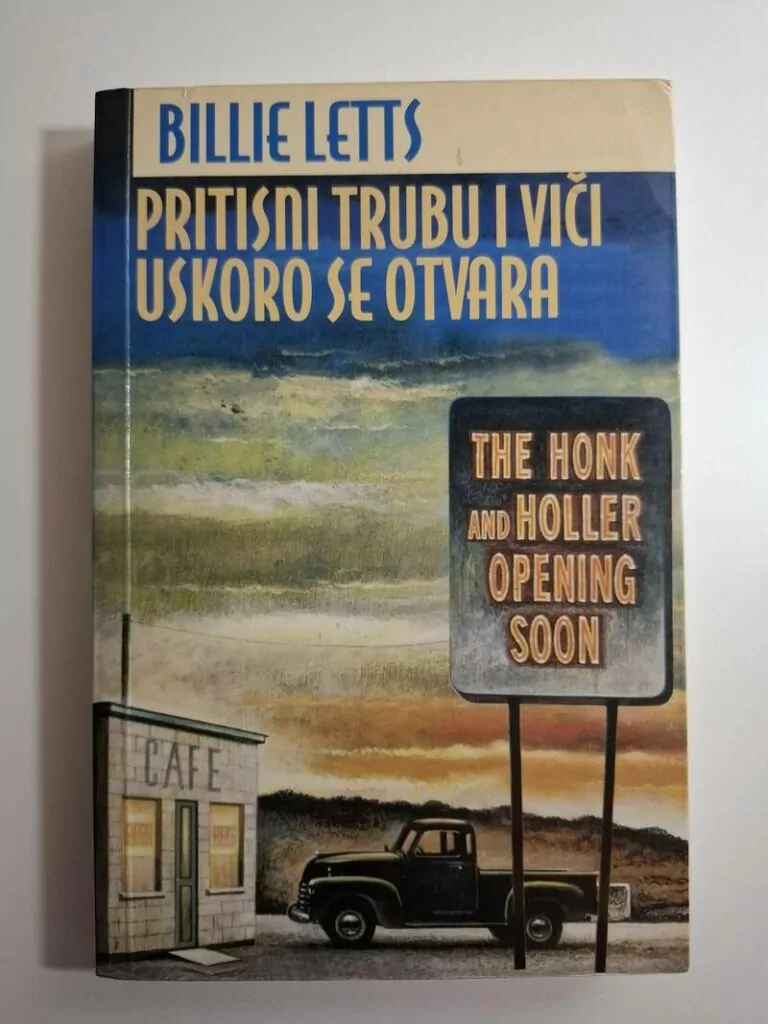 BILLIE LETTS
PRITISNI TRUBU I VIČI
USKORO SE OTVARA
THE HONK
AND HOLLER
OPENING
SOON
CAFE